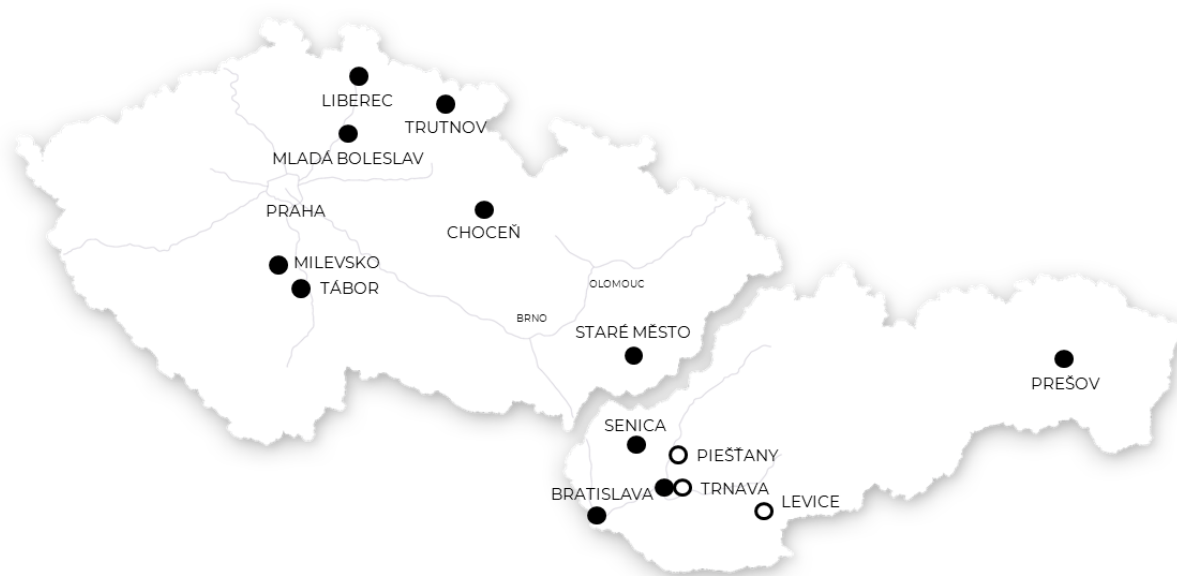 LIBEREC
TRUTNOV
MLADÁ BOLESLAV
PRAHA
CHOCEŇ
MILEVSKO
TÁBOR
OLOMOUC
BRNO
STARÉ MĚSTO
PREŠOV
SENICA
PIEŠŤANY
BRATISLAVA
TRNAVA
LEVICE